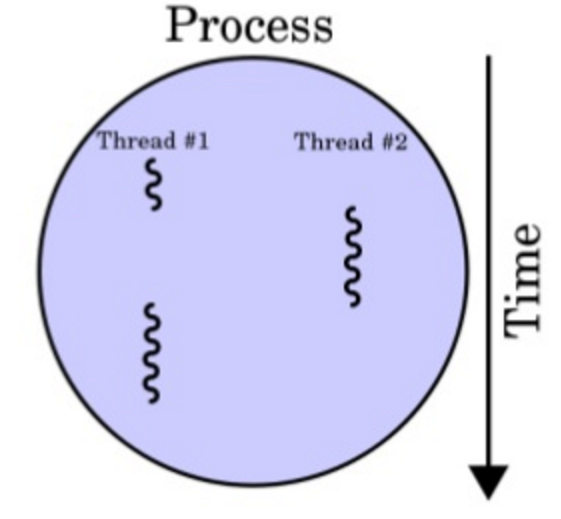 Process
Thread #1
Thread #2
Time